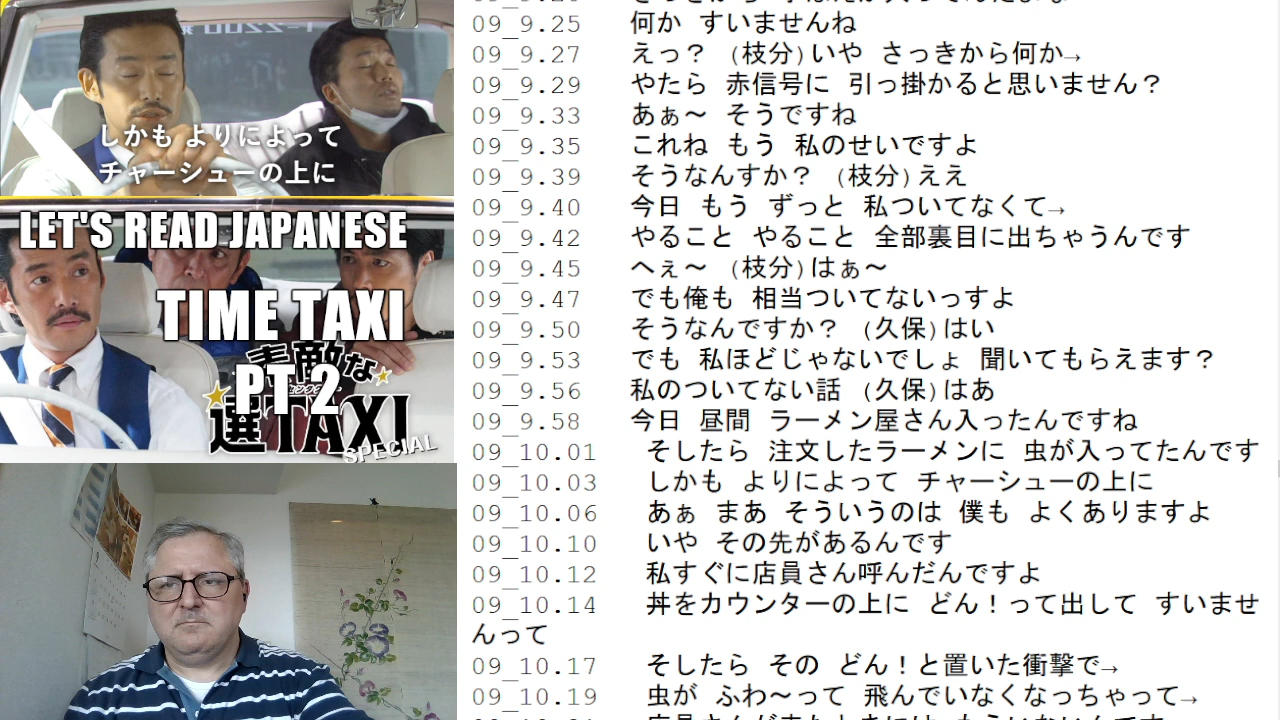 しかも よりによって
チャーシューの上に
LET'S READ JAPANESE
TIME TAXI
PT 2
素敵な
選TAXI
SPECIAL
09_9.25 何か すいませんね
09_9.27 えっ？ (枝分)いや さっきから何か→
09_9.29 やたら 赤信号に 引っ掛かると思いません？
09_9.33 あぁ～ そうですね
09_9.35 これね もう 私のせいですよ
09_9.39 そうなんすか？ (枝分)ええ
09_9.40 今日 もう ずっと 私ついてなくて→
09_9.42 やること やること 全部裏目に出ちゃうんです
09_9.45 へぇ～ (枝分)はぁ～
09_9.47 でも俺も 相当ついてないっすよ
09_9.50 そうなんですか？ (久保)はい
09_9.53 でも 私ほどじゃないでしょ 聞いてもらえます？
09_9.56 私のついてない話 (久保)はあ
09_9.58 今日 昼間 ラーメン屋さん入ったんですね
09_10.01 そしたら 注文したラーメンに 虫が入ってたんです
09_10.03 しかも よりによって チャーシューの上に
09_10.06 あぁ まあ そういうのは 僕も よくありますよ
09_10.10 いや その先があるんです
09_10.12 私すぐに店員さん呼んだんですよ
09_10.14 丼をカウンターの上に どん！って出して すいませ
んって
09_10.17 そしたら その どん！と置いた衝撃で→
09_10.19 虫が ふわ～って 飛んでいなくなっちゃって→